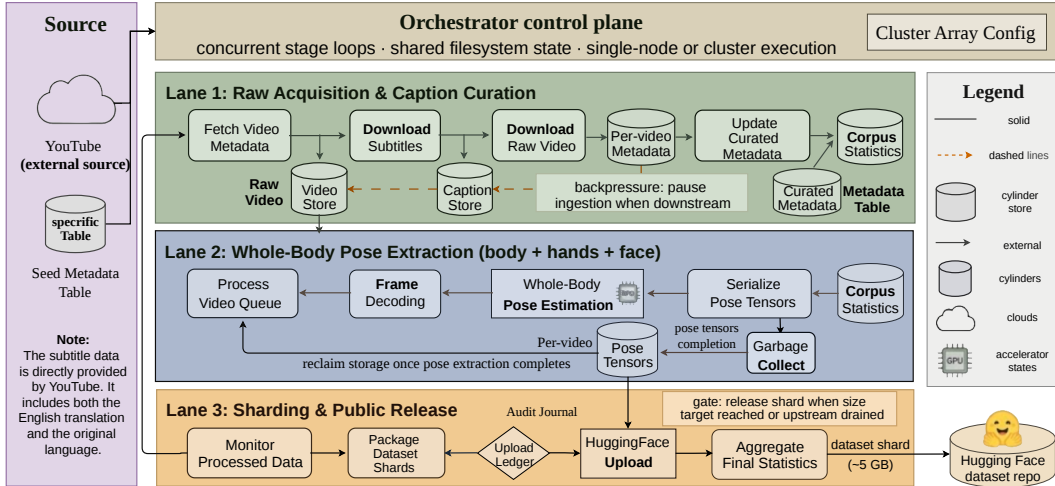 Source
YouTube
(external source)
specrific
Table
Seed Metadata
Table
Note:
The subtitle data
is directly provided
by YouTube. It
includes both the
English translation
and the original
language.
Orchestrator control plane
concurrent stage loops · shared filesystem state · single-node or cluster execution
Cluster Array Config
Lane 1: Raw Acquisition & Caption Curation
Fetch Video
Metadata
Download
Subtitles
Download
Raw Video
Per-video
Metadata
Update
Curated
Metadata
Corpus
Statistics
Raw
Video
Video
Store
Caption
Store
backpressure: pause
ingestion when downstream
Curated
Metadata
Metadata
Table
Lane 2: Whole-Body Pose Extraction (body + hands + face)
Process
Video Queue
Frame
Decoding
Whole-Body
Pose Estimation
GPU
Serialize
Pose Tensors
Corpus
Statistics
Per-video
reclaim storage once pose extraction completes
Pose
Tensors
pose tensors
completion
Garbage
Collect
Lane 3: Sharding & Public Release
Audit Journal
gate: release shard when size
target reached or upstream drained
Monitor
Processed Data
Package
Dataset
Shards
Upload
Ledger
HuggingFace
Upload
Aggregate
Final Statistics
dataset shard
(~5 GB)
Hugging Face
dataset repo
Legend
solid
dashed lines
cylinder
store
external
cylinders
clouds
GPU
accelerator
states